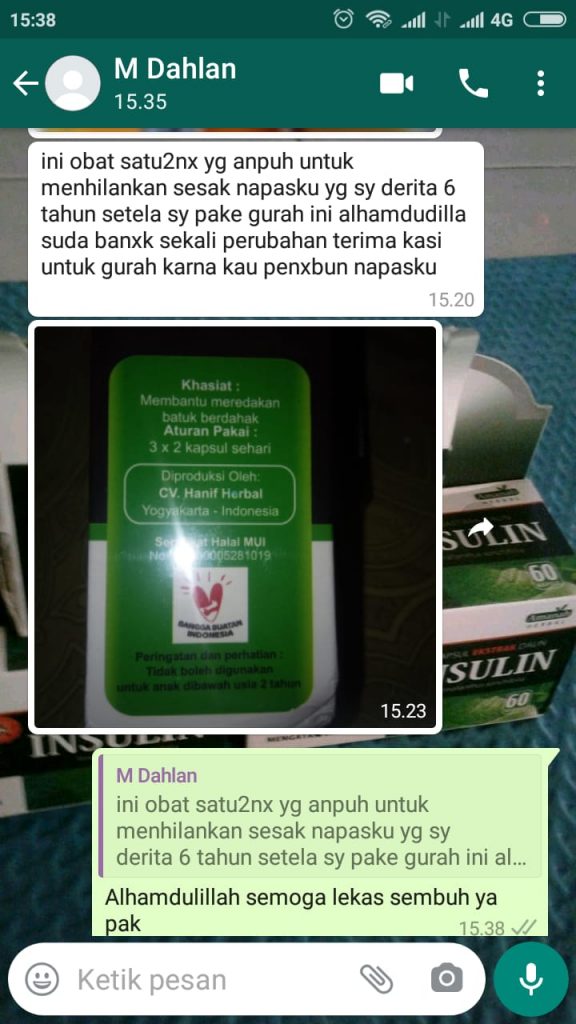 15:38
4G
M Dahlan
15.35
ini obat satu2nx yg anpuh untuk
menhilankan sesak napasku yg sy derita 6
tahun setela sy pake gurah ini alhamdudilla
suda banxk sekali perubahan terima kasi
untuk gurah karna kau penxbun napasku
15.20
Khasiat :
Membantu meredakan
batuk berdahak
Aturan Pakai :
3 x 2 kapsul sehari
Diproduksi Oleh:
CV. Hanif Herbal
Yogyakarta - Indonesia
Halal MUI
BANGGA BUATAN
INDONESIA
Peringatan dan perhatian :
Tidak boleh digunakan
untuk anak dibawah usia 2 tahun
15.23
SULIN
60
EKSTRAK DAUN
NSULIN
60
INSULIN
M Dahlan
ini obat satu2nx yg anpuh untuk
menhilankan sesak napasku yg sy
derita 6 tahun setela sy pake gurah ini al...
Alhamdulillah semoga lekas sembuh ya
pak
15.38
Ketik pesan